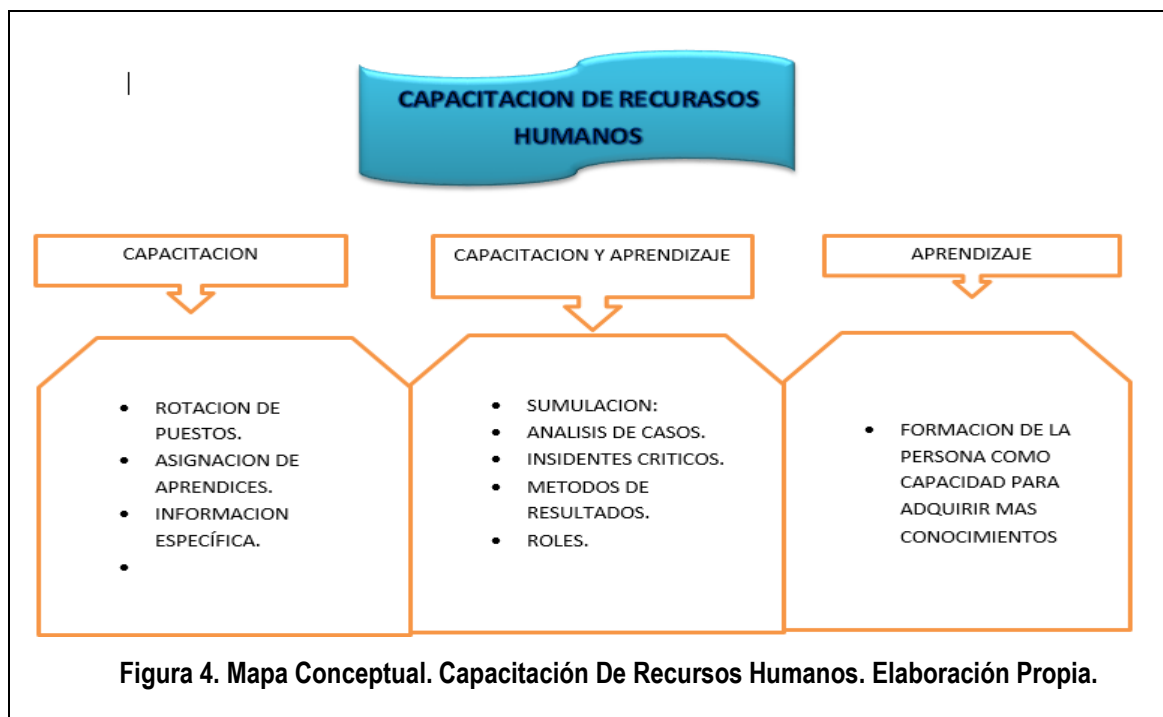 CAPACITACION DE RECURASOS
HUMANOS
CAPACITACION
CAPACITACION Y APRENDIZAJE
APRENDIZAJE
• ROTACION DE
PUESTOS.
• ASIGNACION DE
APRENDICES.
• INFORMACION
ESPECÍFICA.
•
• SUMULACION:
• ANALISIS DE CASOS.
• INSIDENTES CRITICOS.
• METODOS DE
RESULTADOS.
• ROLES.
• FORMACION DE LA
PERSONA COMO
CAPACIDAD PARA
ADQUIRIR MAS
CONOCIMIENTOS
Figura 4. Mapa Conceptual. Capacitación De Recursos Humanos. Elaboración Propia.